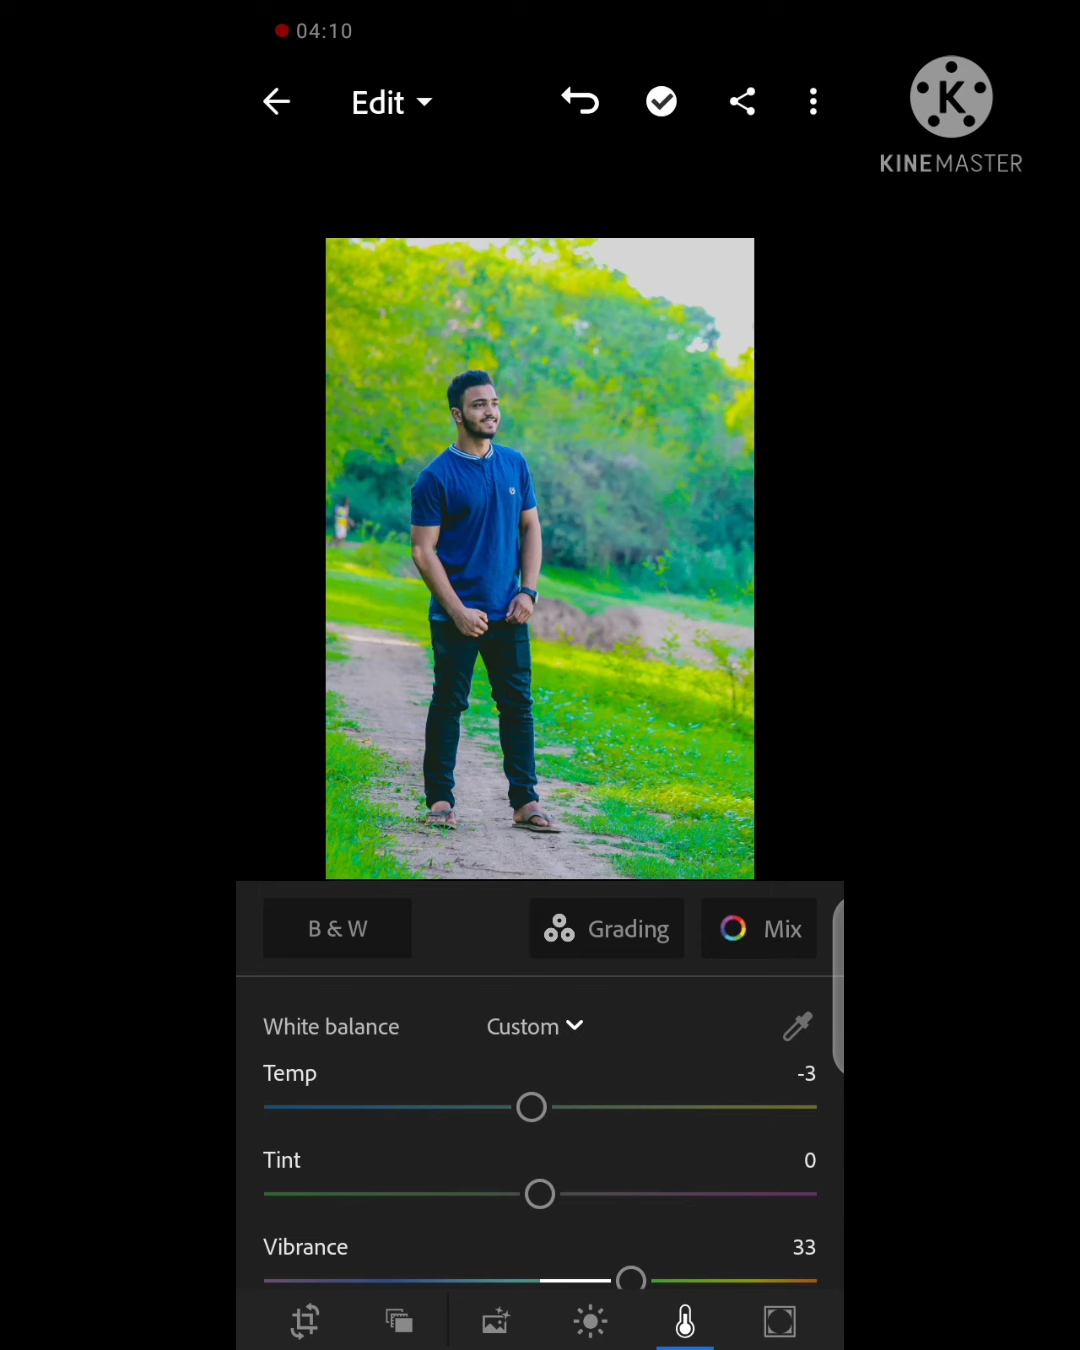 04:10
Edit
KINEMASTER
B & W
Grading
Mix
White balance
Custom
Temp
-3
Tint
0
Vibrance
33